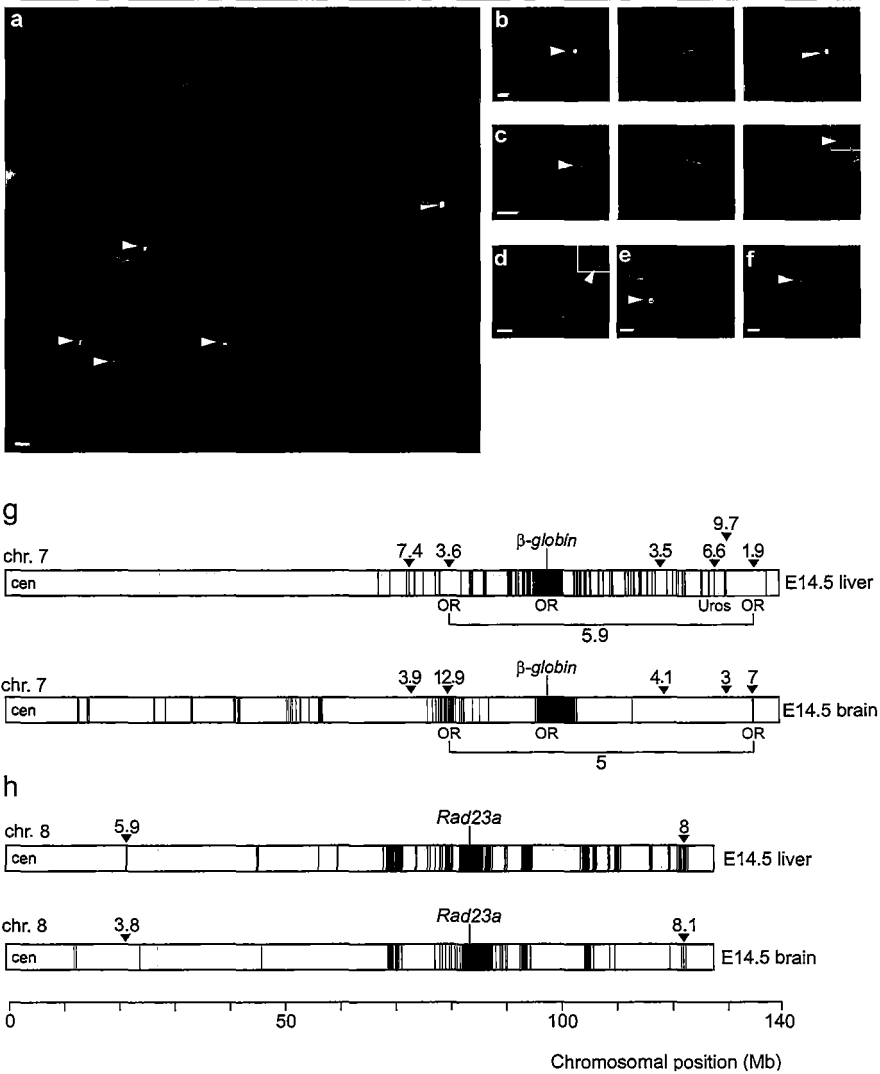 a
b
c
d e f
g
9.7
chr. 7 7.4 3.6 β-globin 3.5 6.6 1.9
cen E14.5 liver
OR OR Uros OR
5.9
chr. 7 3.9 12.9 β-globin 4.1 3 7
cen E14.5 brain
OR OR OR
5
h
chr. 8 5.9 Rad23a 8
cen E14.5 liver
chr. 8 3.8 Rad23a 8.1
cen E14.5 brain
0 50 100 140
Chromosomal position (Mb)